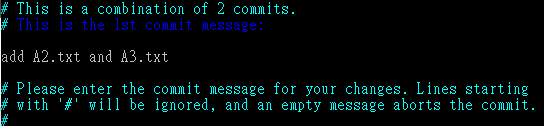 # This is a combination of 2 commits.
# This is the 1st commit message:
add A2.txt and A3.txt
# Please enter the commit message for your changes. Lines starting
# with '#' will be ignored, and an empty message aborts the commit.
#